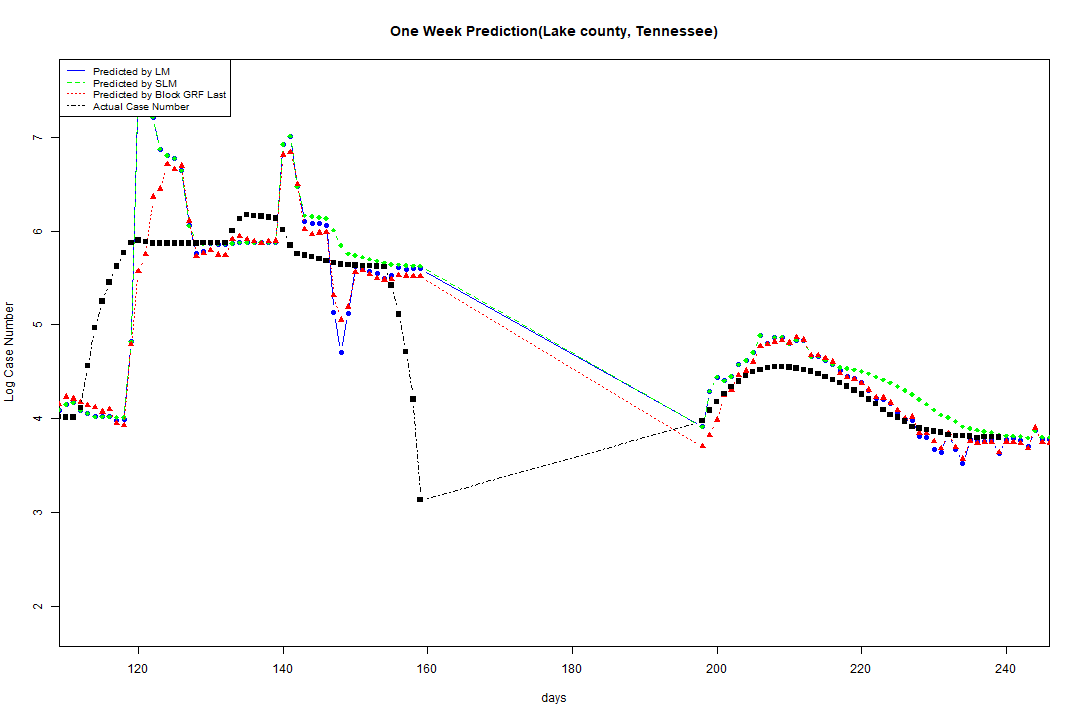 One Week Prediction(Lake county, Tennessee)
Predicted by LM
Predicted by SLM
Predicted by Block GRF Last
Actual Case Number
7
6
5
4
3
2
Log Case Number
120 140 160 180 200 220 240
days